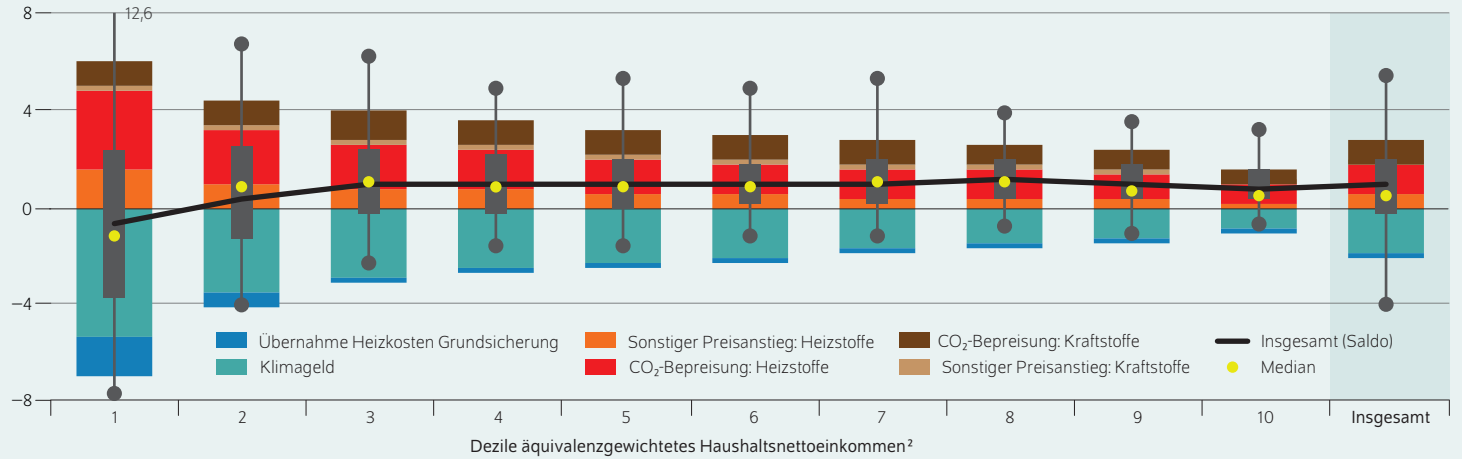 8
12,6
4
0
−4
−8
Übernahme Heizkosten Grundsicherung
Klimageld
Sonstiger Preisanstieg: Heizstoffe
CO₂-Bepreisung: Heizstoffe
CO₂-Bepreisung: Kraftstoffe
Sonstiger Preisanstieg: Kraftstoffe
Insgesamt (Saldo)
Median
1 2 3 4 5 6 7 8 9 10 Insgesamt
Dezile äquivalenzgewichtetes Haushaltsnettoeinkommen²